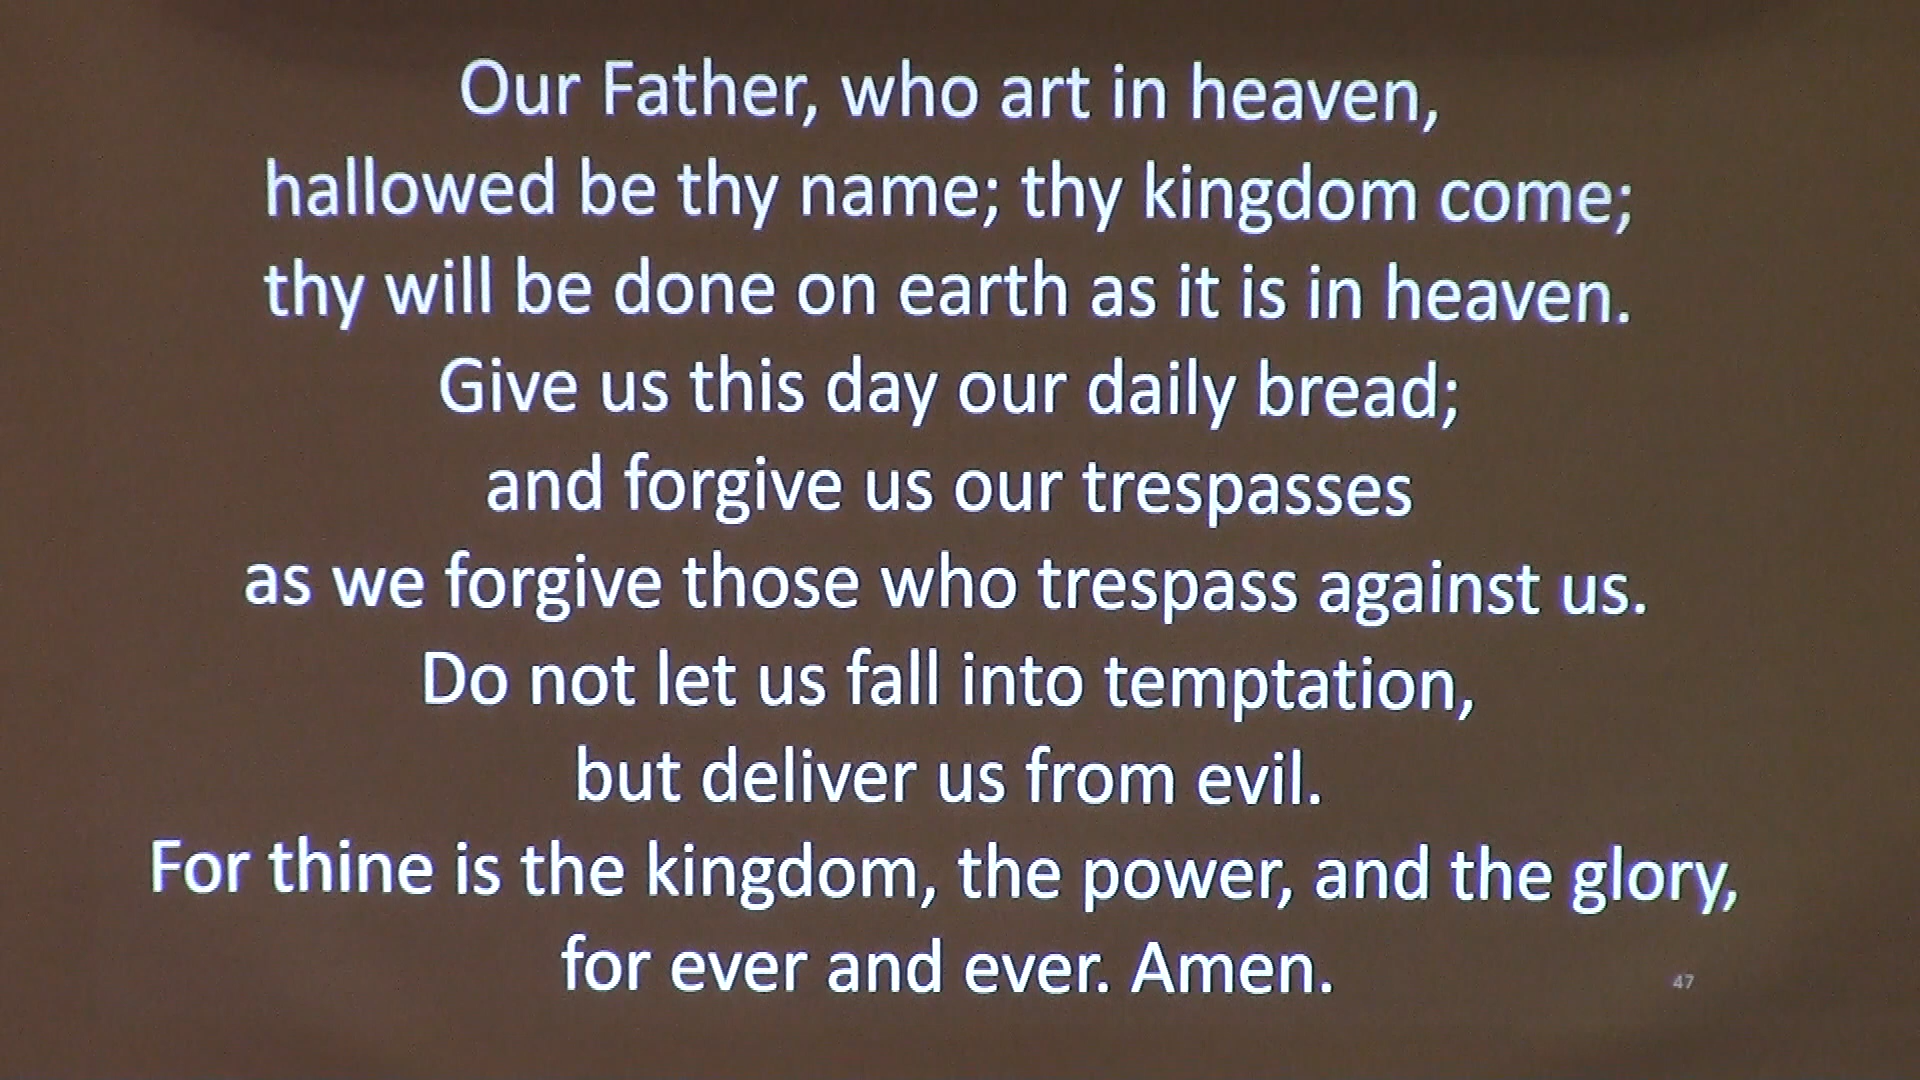 Our Father, who art in heaven,
hallowed be thy name; thy kingdom come;
thy will be done on earth as it is in heaven.
Give us this day our daily bread;
and forgive us our trespasses
as we forgive those who trespass against us.
Do not let us fall into temptation,
but deliver us from evil.
For thine is the kingdom, the power, and the glory,
for ever and ever. Amen.
47